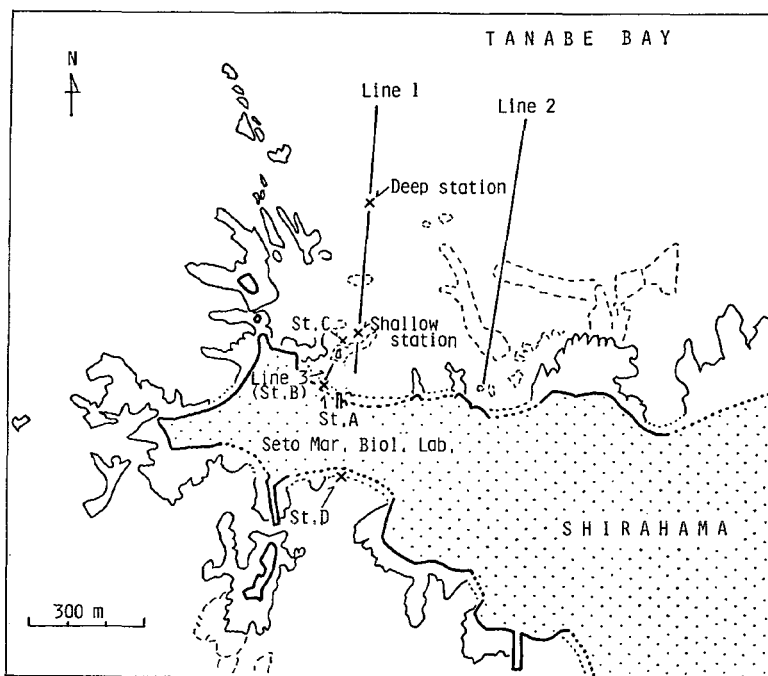 TANABE BAY
N
Line 1
Line 2
Deep station
St.C
Shallow
station
Line 3
(St.B)
St.A
Seto Mar. Biol. Lab.
St.D
SHIRAHAMA
300 m